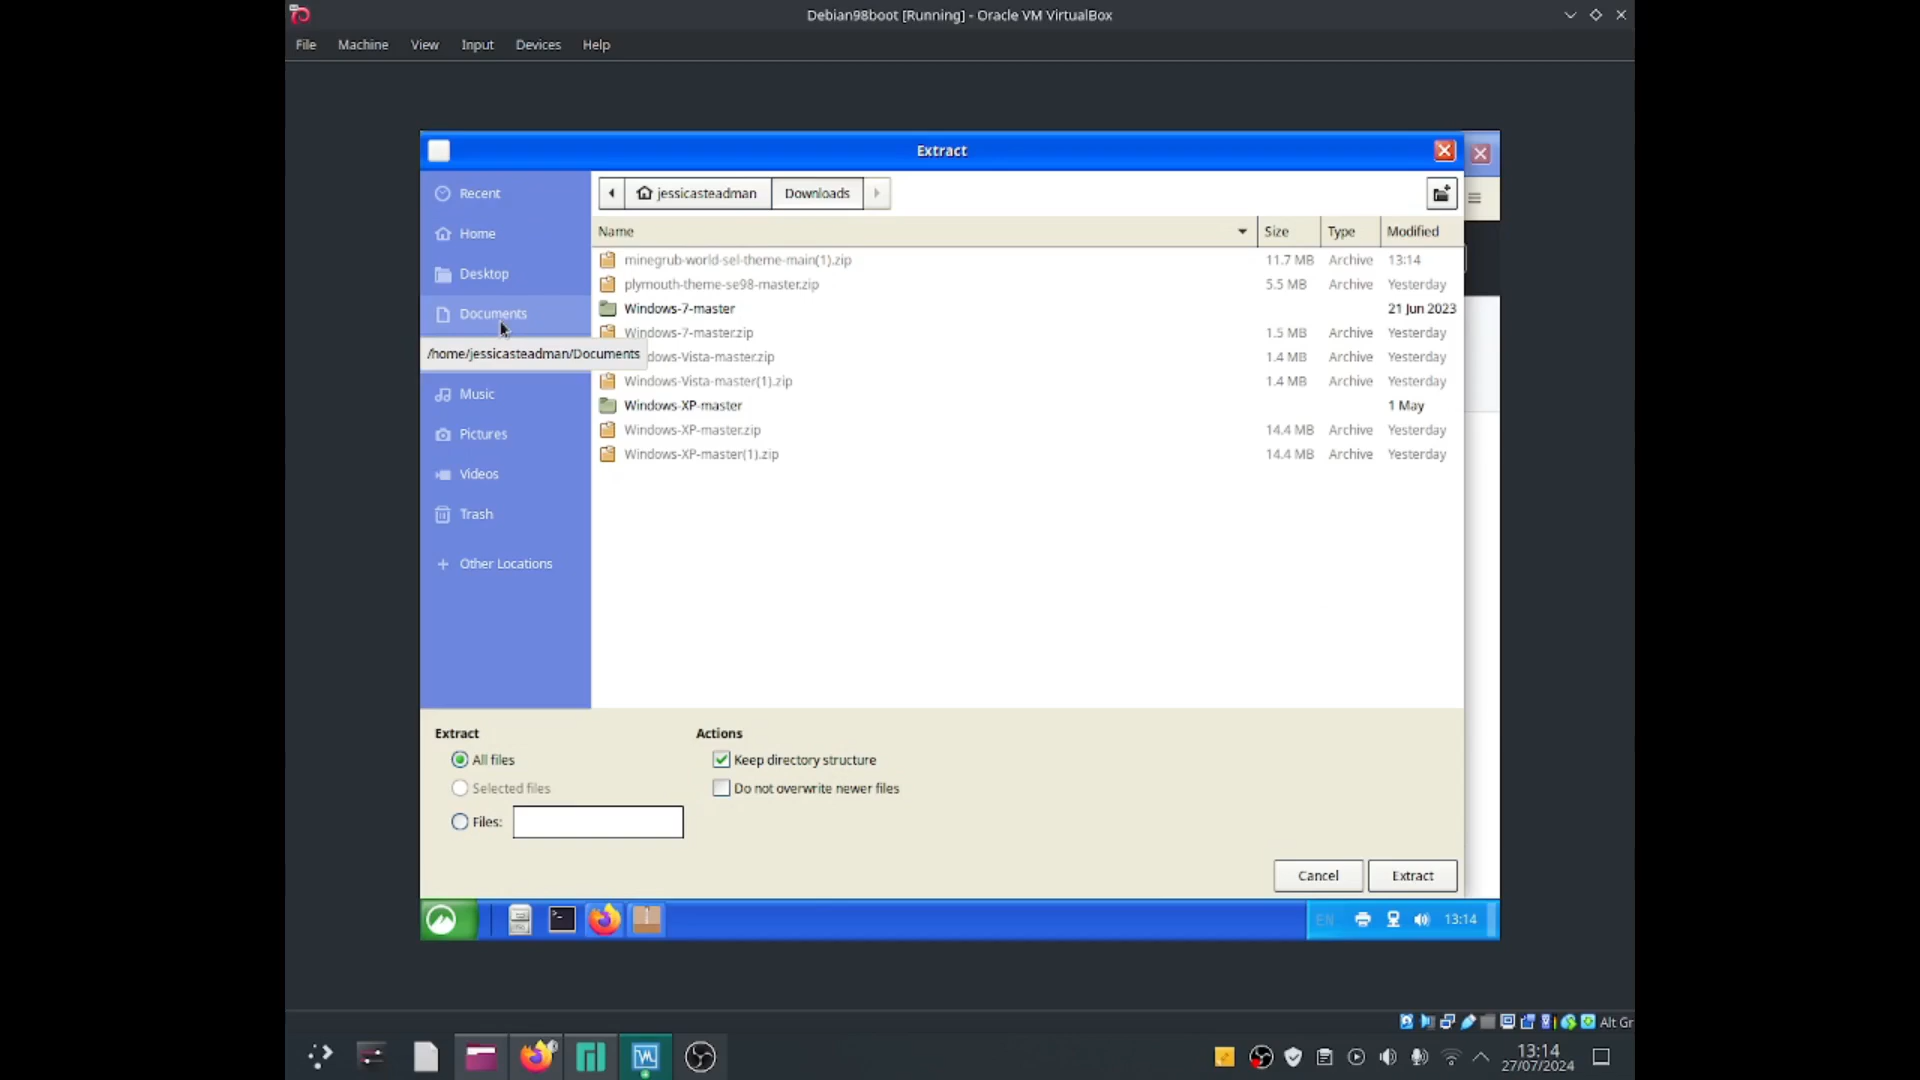 Debian98boot [Running] - Oracle VM VirtualBox
File Machine View Input Devices Help
Extract
Recent
Home
Desktop
Documents
/home/jessicasteadman/Documents
Music
Pictures
Videos
Trash
Other Locations
jessicasteadman Downloads
Name Size Type Modified
minegrub-world-sel-theme-main(1).zip 11.7 MB Archive 13:14
plymouth-theme-se98-master.zip 5.5 MB Archive Yesterday
Windows-7-master 21 Jun 2023
Windows-7-master.zip 1.5 MB Archive Yesterday
dows-Vista-master.zip 1.4 MB Archive Yesterday
Windows-Vista-master(1).zip 1.4 MB Archive Yesterday
Windows-XP-master 1 May
Windows-XP-master.zip 14.4 MB Archive Yesterday
Windows-XP-master(1).zip 14.4 MB Archive Yesterday
Extract
All files
Selected files
Files:
Actions
Keep directory structure
Do not overwrite newer files
Cancel Extract
EN 13:14
Alt Gr
13:14
27/07/2024